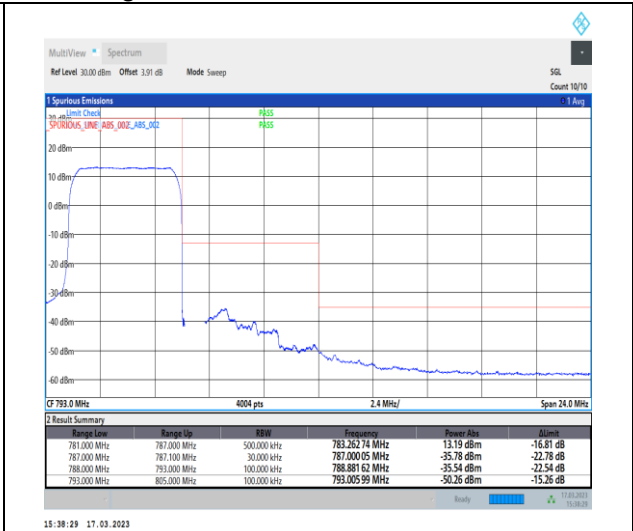 MultiView Spectrum
Ref Level 30.00 dBm Offset 3.91 dB Mode Sweep SGL
Count 10/10
1 Spurious Emissions 1 Avg
30 dBm Limit Check PASS
_SPURIOUS_LINE_ABS_002 PASS
20 dBm
10 dBm
0 dBm
-10 dBm
-20 dBm
-30 dBm
-40 dBm
-50 dBm
-60 dBm
CF 793.0 MHz 4004 pts 2.4 MHz/ Span 24.0 MHz
2 Result Summary
Range Low Range Up RBW Frequency Power Abs ΔLimit
781.000 MHz 787.000 MHz 500.000 kHz 783.262 74 MHz 13.19 dBm -16.81 dB
787.000 MHz 787.100 MHz 30.000 kHz 787.000 05 MHz -35.78 dBm -22.78 dB
788.000 MHz 793.000 MHz 100.000 kHz 788.881 62 MHz -35.54 dBm -22.54 dB
793.000 MHz 805.000 MHz 100.000 kHz 793.005 99 MHz -50.26 dBm -15.26 dB
Ready 17.03.2023
15:38:29
15:38:29 17.03.2023